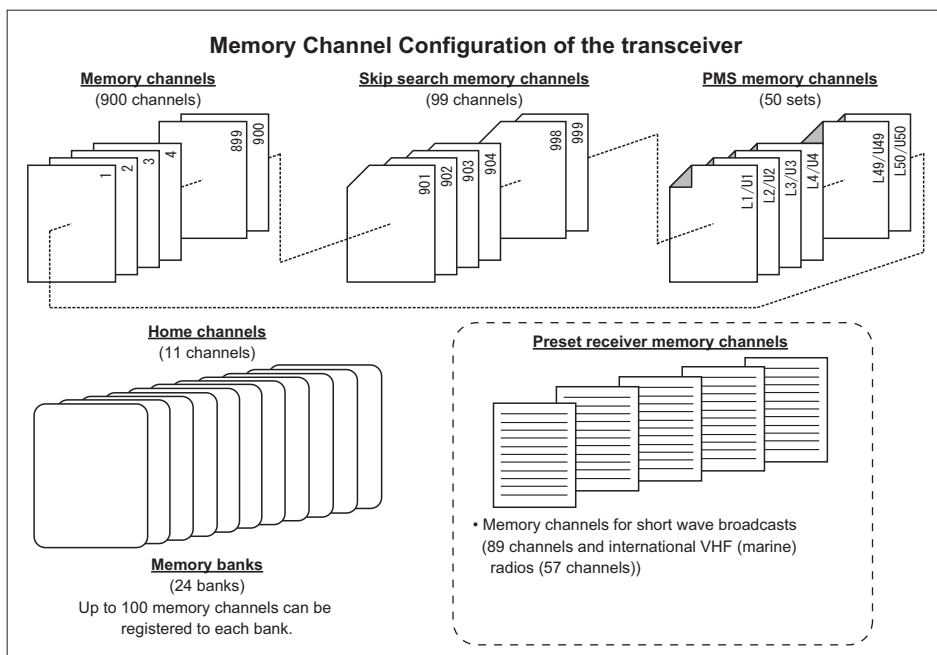 Memory Channel Configuration of the transceiver
Memory channels
(900 channels)
1
2
3
4
899
900
Skip search memory channels
(99 channels)
901
902
903
904
998
999
PMS memory channels
(50 sets)
L1/U1
L2/U2
L3/U3
L4/U4
L49/U49
L50/U50
Home channels
(11 channels)
Memory banks
(24 banks)
Up to 100 memory channels can be
registered to each bank.
Preset receiver memory channels
• Memory channels for short wave broadcasts
(89 channels and international VHF (marine)
radios (57 channels))